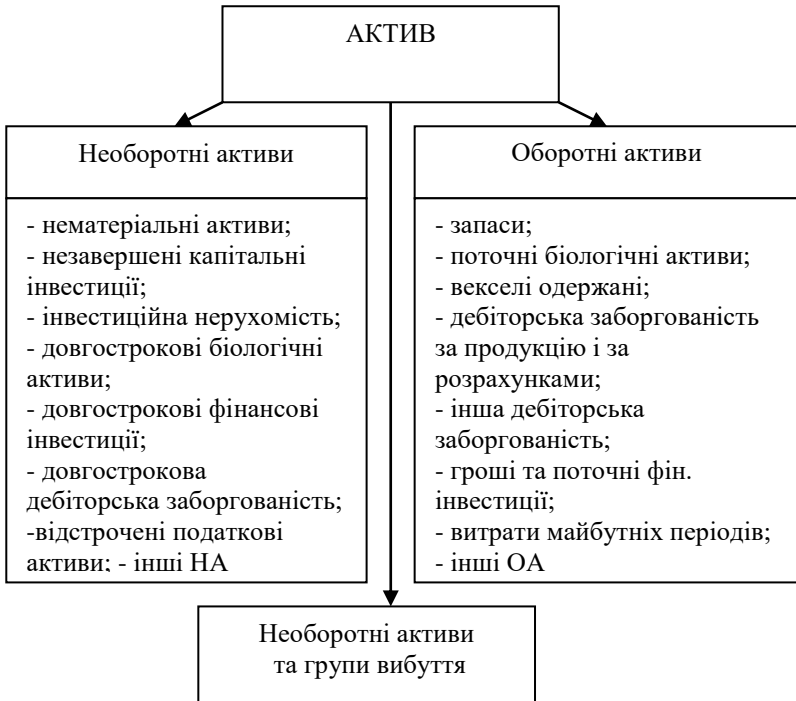 АКТИВ
Необоротні активи
- нематеріальні активи;
- незавершені капітальні
інвестиції;
- інвестиційна нерухомість;
- довгострокові біологічні
активи;
- довгострокові фінансові
інвестиції;
- довгострокова
дебіторська заборгованість;
-відстрочені податкові
активи; - інші НА
Оборотні активи
- запаси;
- поточні біологічні активи;
- векселі одержані;
- дебіторська заборгованість
за продукцію і за
розрахунками;
- інша дебіторська
заборгованість;
- гроші та поточні фін.
інвестиції;
- витрати майбутніх періодів;
- інші ОА
Необоротні активи
та групи вибуття